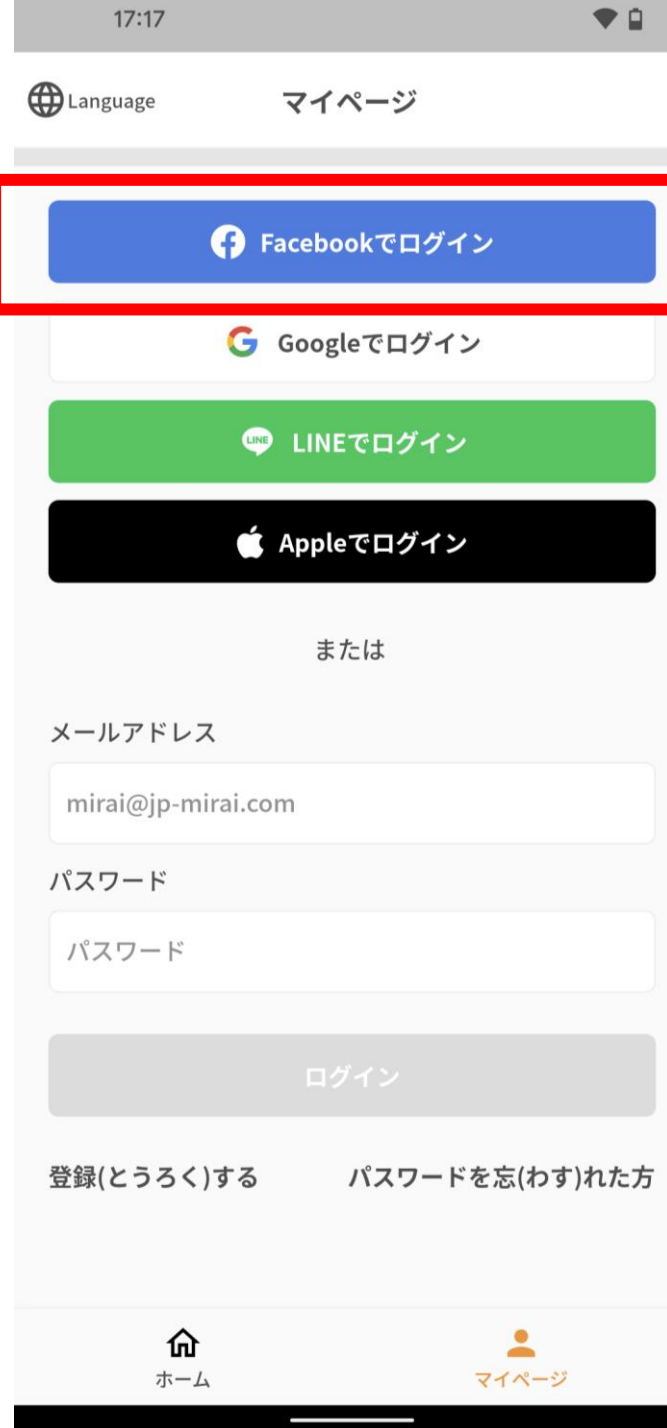 17:17
Language
マイページ
Facebookでログイン
Googleでログイン
LINE LINEでログイン
Appleでログイン
または
メールアドレス
mirai@jp-mirai.com
パスワード
パスワード
ログイン
登録(とうろく)する
パスワードを忘(わす)れた方
ホーム
マイページ